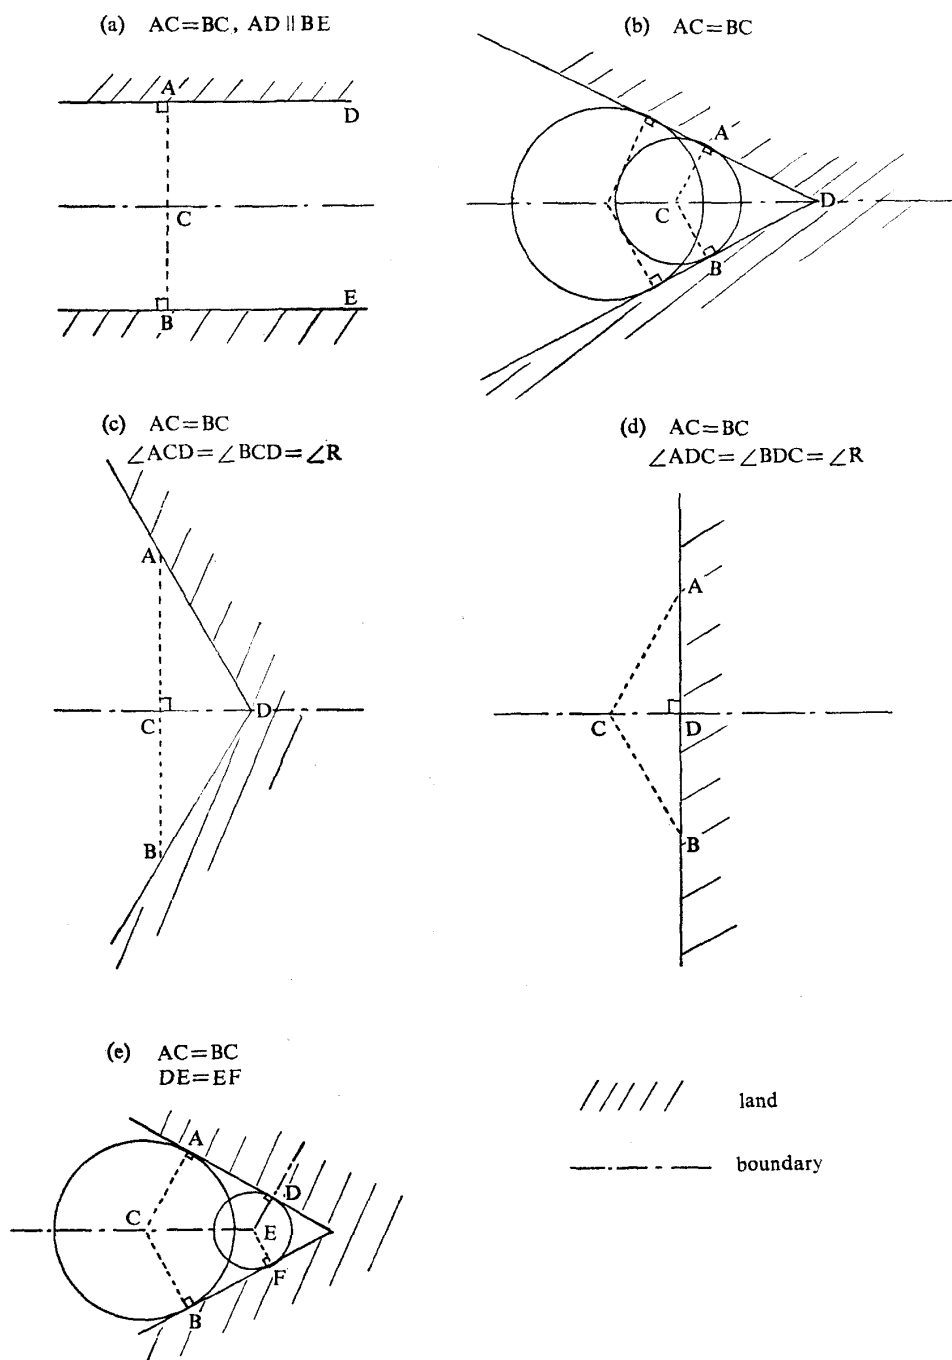 (a) AC=BC, AD ∥ BE
A
D
C
E
B
(b) AC=BC
A
D
C
B
(c) AC=BC
∠ACD=∠BCD=∠R
A
D
C
B
(d) AC=BC
∠ADC=∠BDC=∠R
A
C
D
B
(e) AC=BC
DE=EF
A
D
C
E
F
B
land
boundary